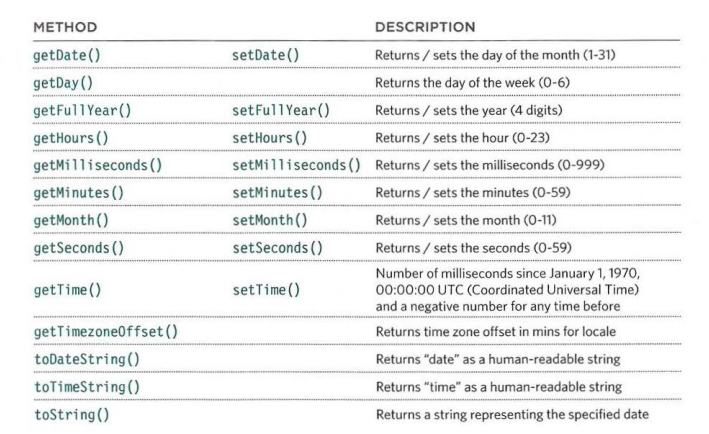 METHOD DESCRIPTION
getDate() setDate() Returns / sets the day of the month (1-31)
getDay() Returns the day of the week (0-6)
getFullYear() setFullYear() Returns / sets the year (4 digits)
getHours() setHours() Returns / sets the hour (0-23)
getMilliseconds() setMilliseconds() Returns / sets the milliseconds (0-999)
getMinutes() setMinutes() Returns / sets the minutes (0-59)
getMonth() setMonth() Returns / sets the month (0-11)
getSeconds() setSeconds() Returns / sets the seconds (0-59)
getTime() setTime() Number of milliseconds since January 1, 1970,
00:00:00 UTC (Coordinated Universal Time)
and a negative number for any time before
getTimezoneOffset() Returns time zone offset in mins for locale
toDateString() Returns "date" as a human-readable string
toTimeString() Returns "time" as a human-readable string
toString() Returns a string representing the specified date